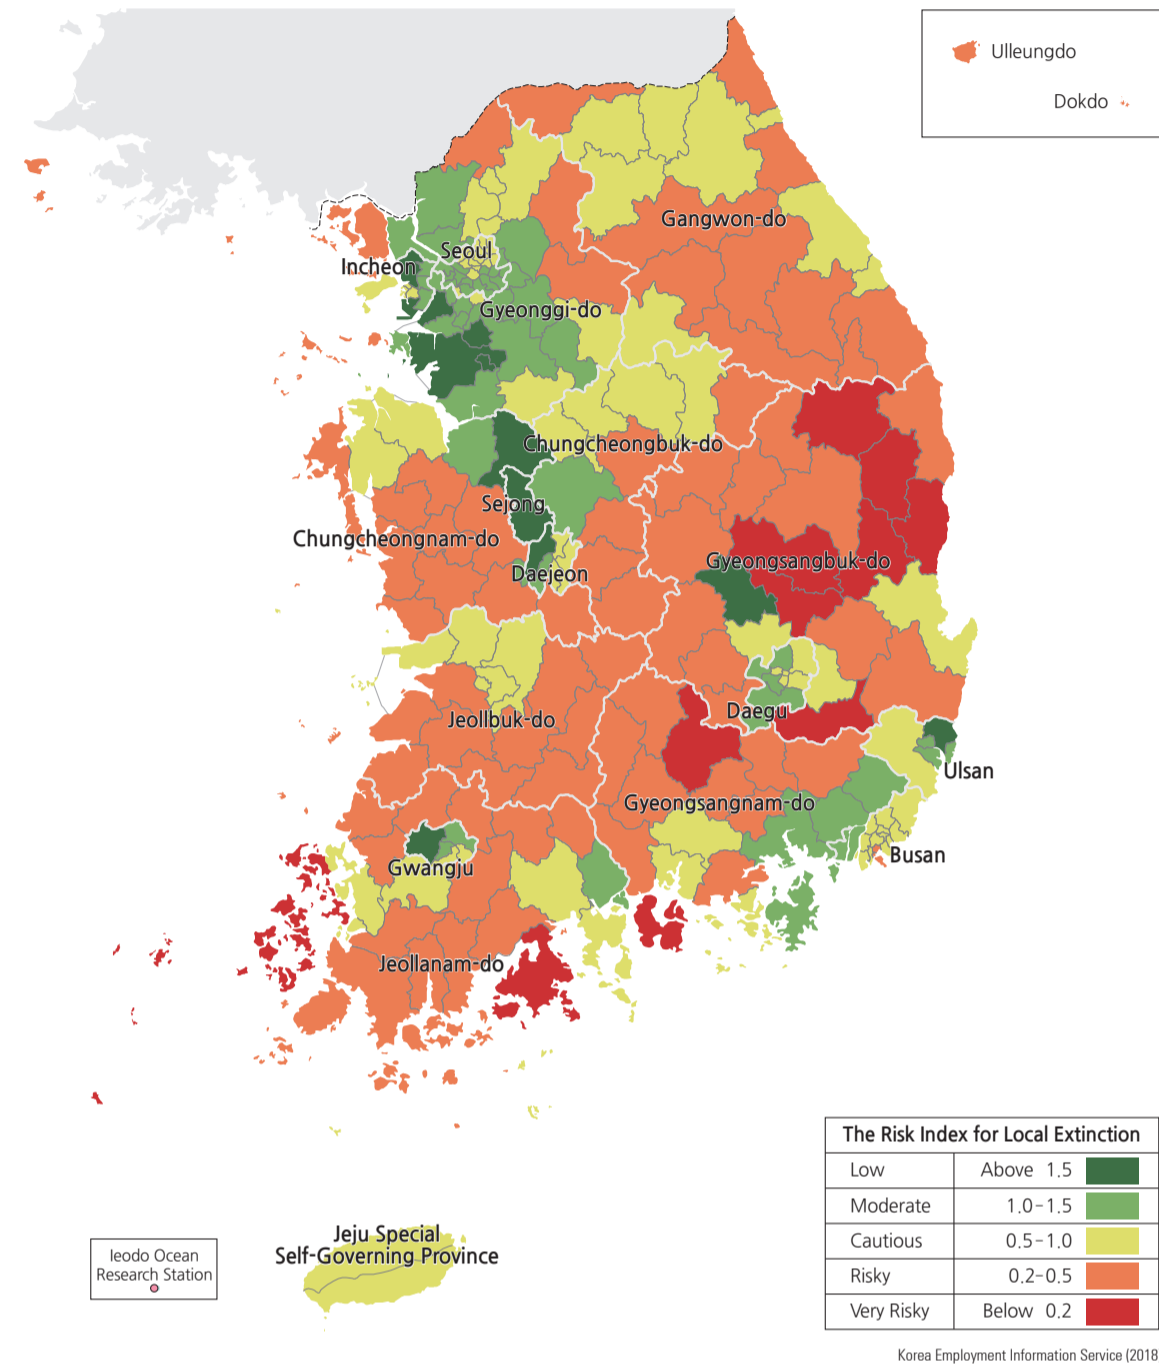 Ulleungdo
Dokdo
Gangwon-do
Seoul
Incheon
Gyeonggi-do
Chungcheongbuk-do
Sejong
Chungcheongnam-do
Gyeongsangbuk-do
Daejeon
Daegu
Jeollbuk-do
Ulsan
Gyeongsangnam-do
Busan
Gwangju
Jeollanam-do
The Risk Index for Local Extinction
Low Above 1.5
Moderate 1.0-1.5
Cautious 0.5-1.0
Risky 0.2-0.5
Very Risky Below 0.2
Jeju Special
Self-Governing Province
Ieodo Ocean
Research Station
Korea Employment Information Service (2018